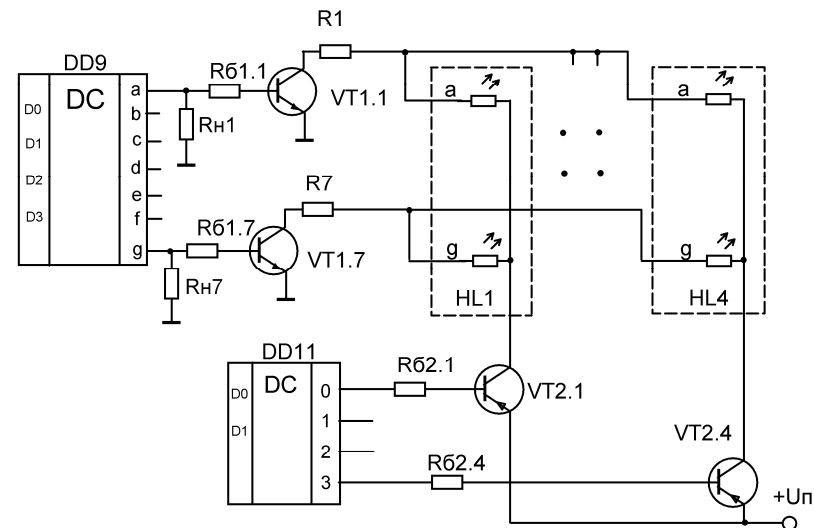 R1
DD9
DC
D0
D1
D2
D3
a
b
c
d
e
f
g
Rб1.1
Rн1
VT1.1
R7
Rб1.7
Rн7
VT1.7
a
g
HL1
a
g
HL4
DD11
DC
D0
D1
0
1
2
3
Rб2.1
VT2.1
Rб2.4
VT2.4
+Uп